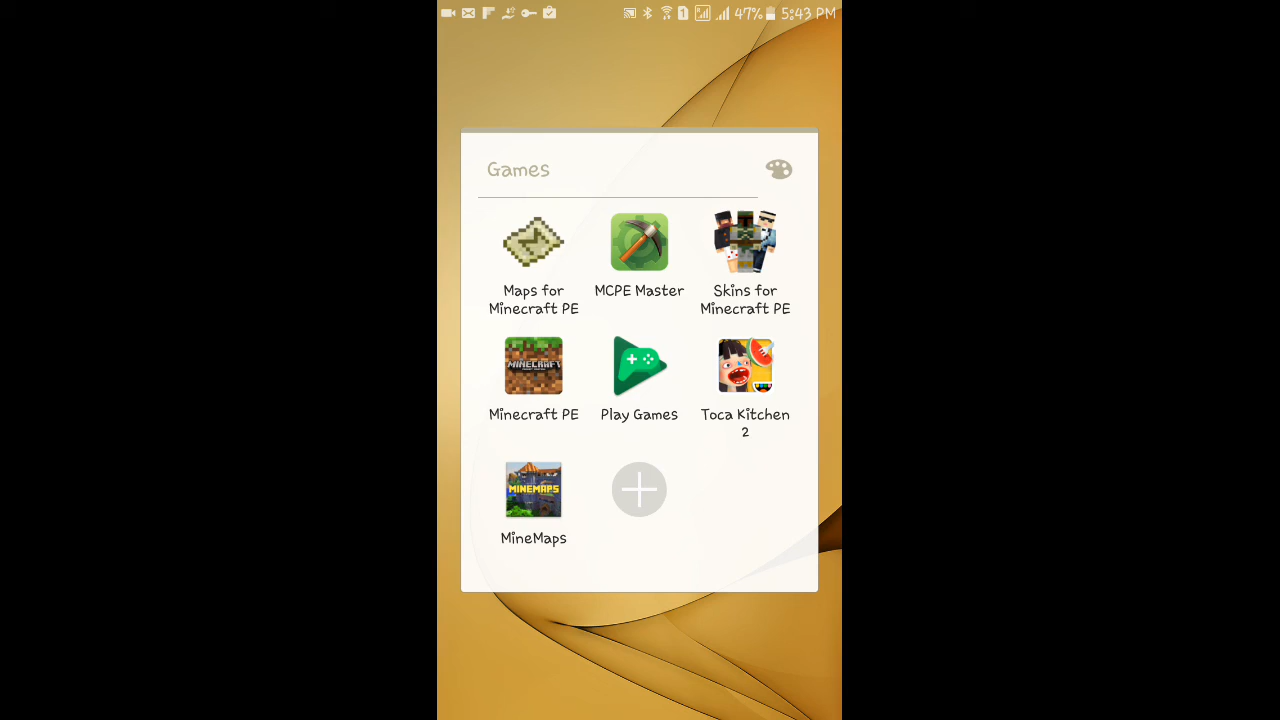 1 47% 5:43 PM
Games
Maps for
Minecraft PE
MCPE Master
Skins for
Minecraft PE
MINECRAFT
Minecraft PE
Play Games
Toca Kitchen
2
MINEMAPS
MineMaps